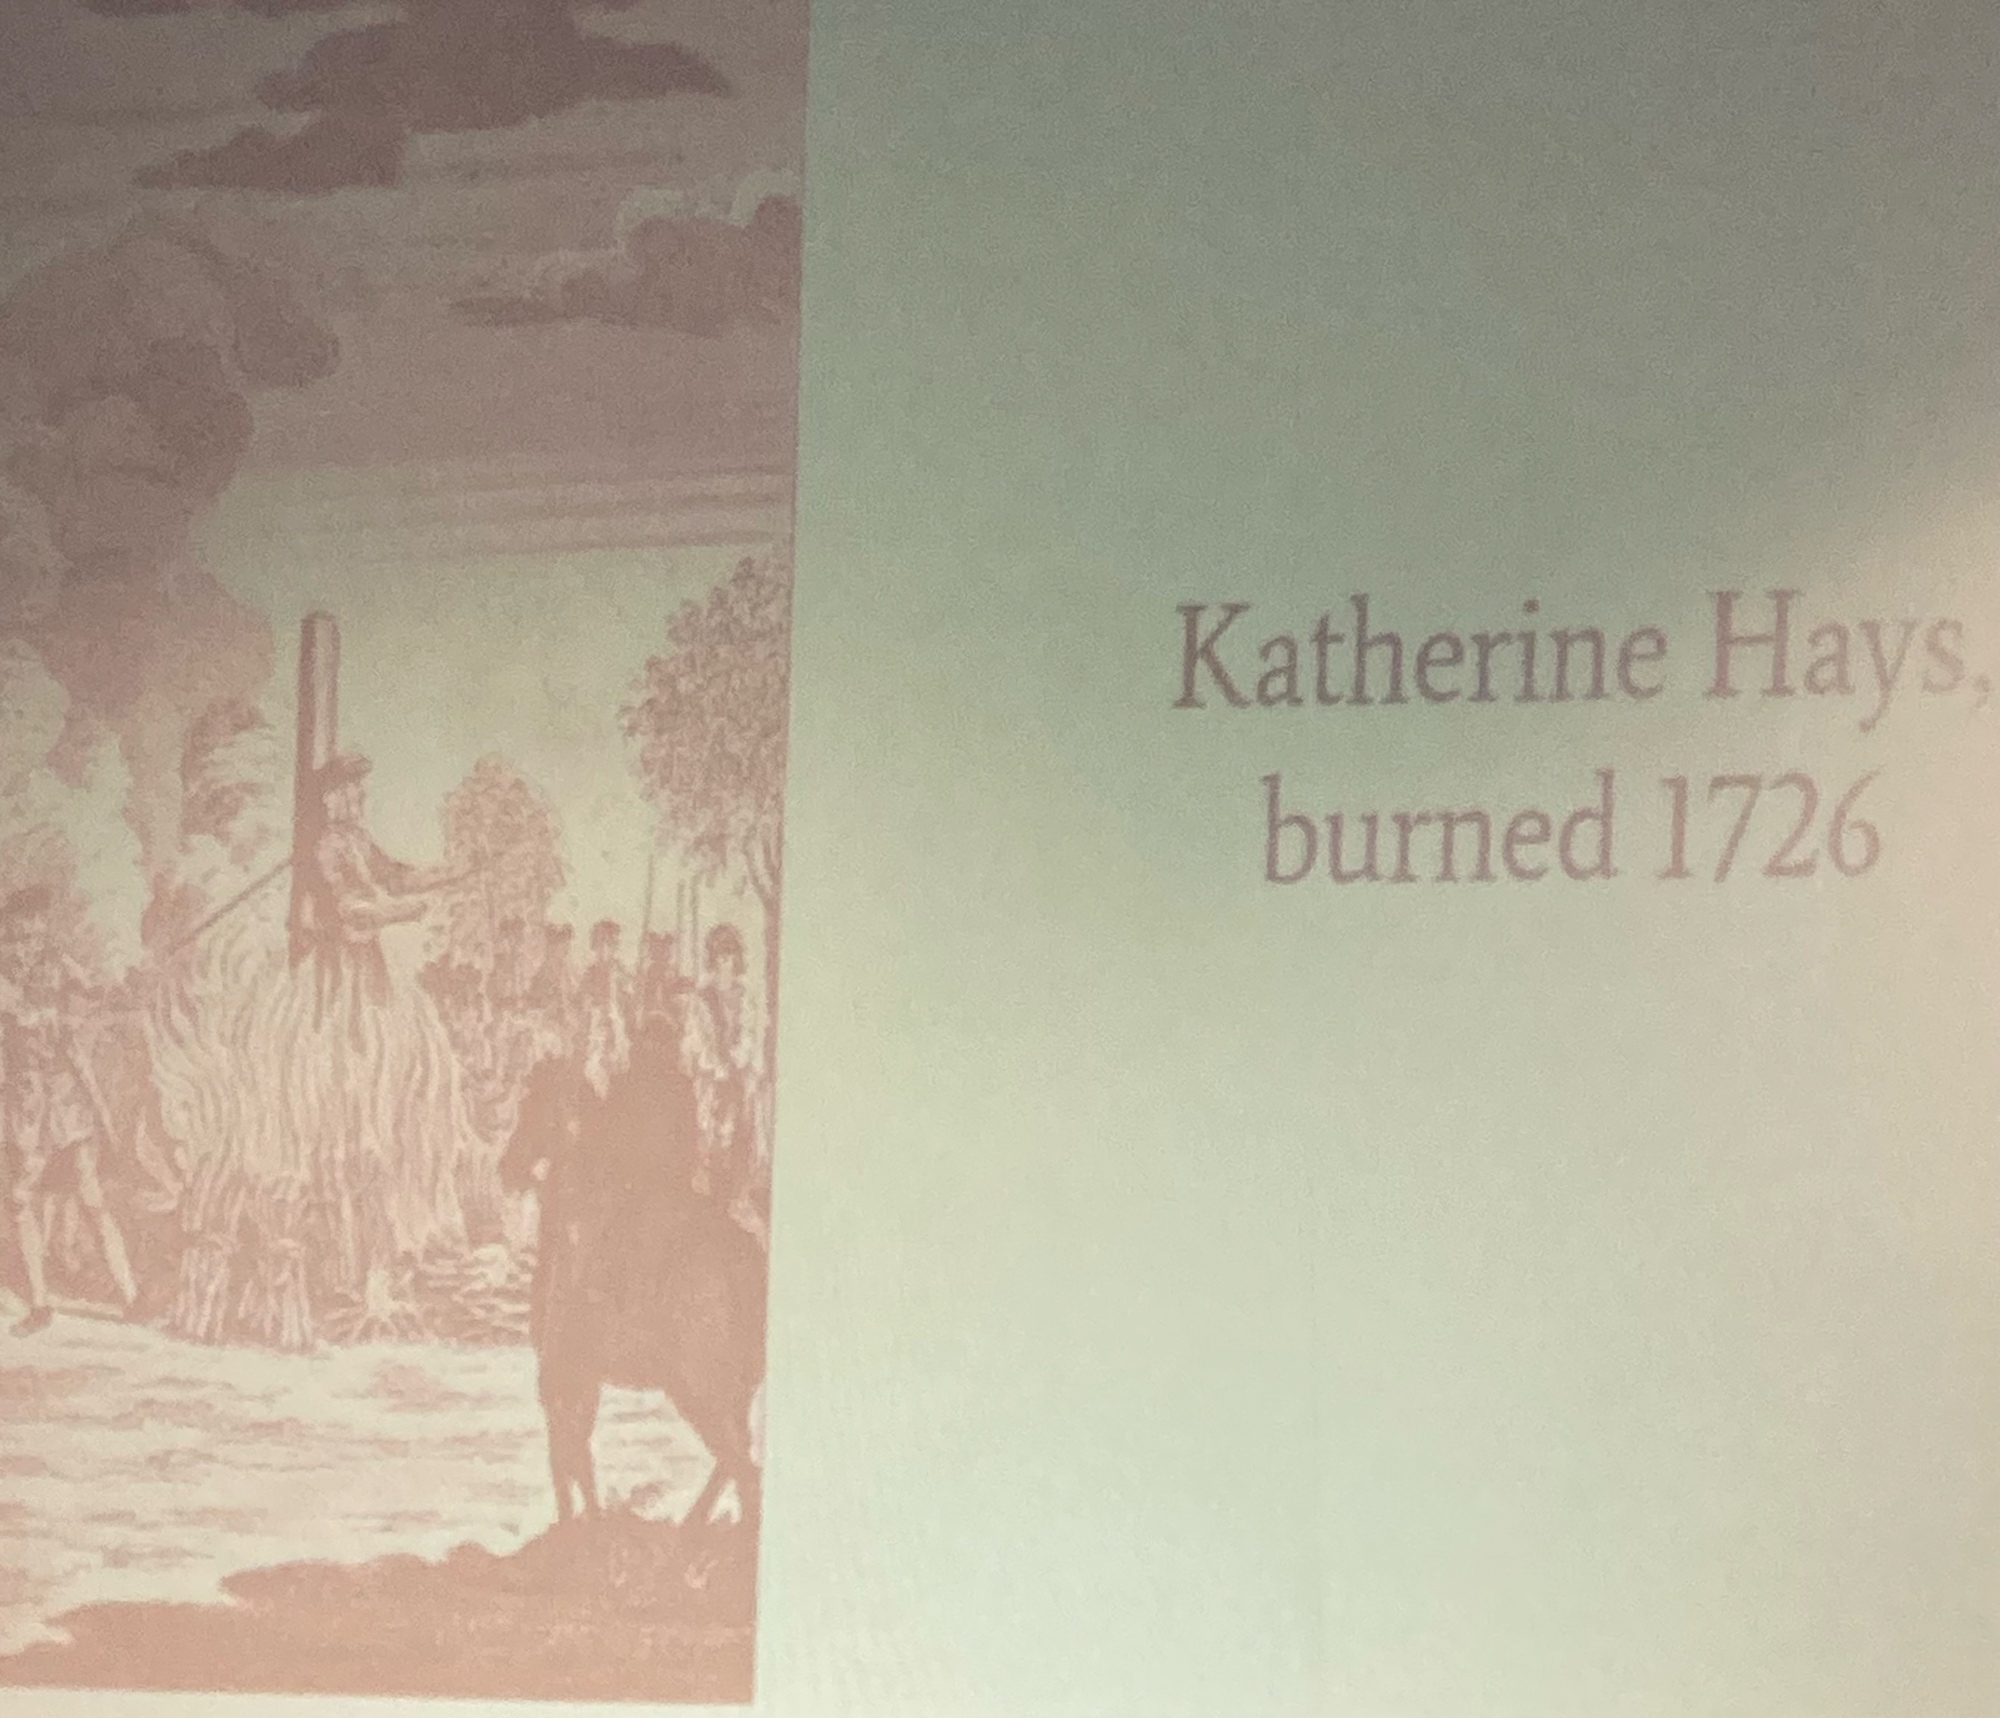 Katherine Hays,
burned 1726